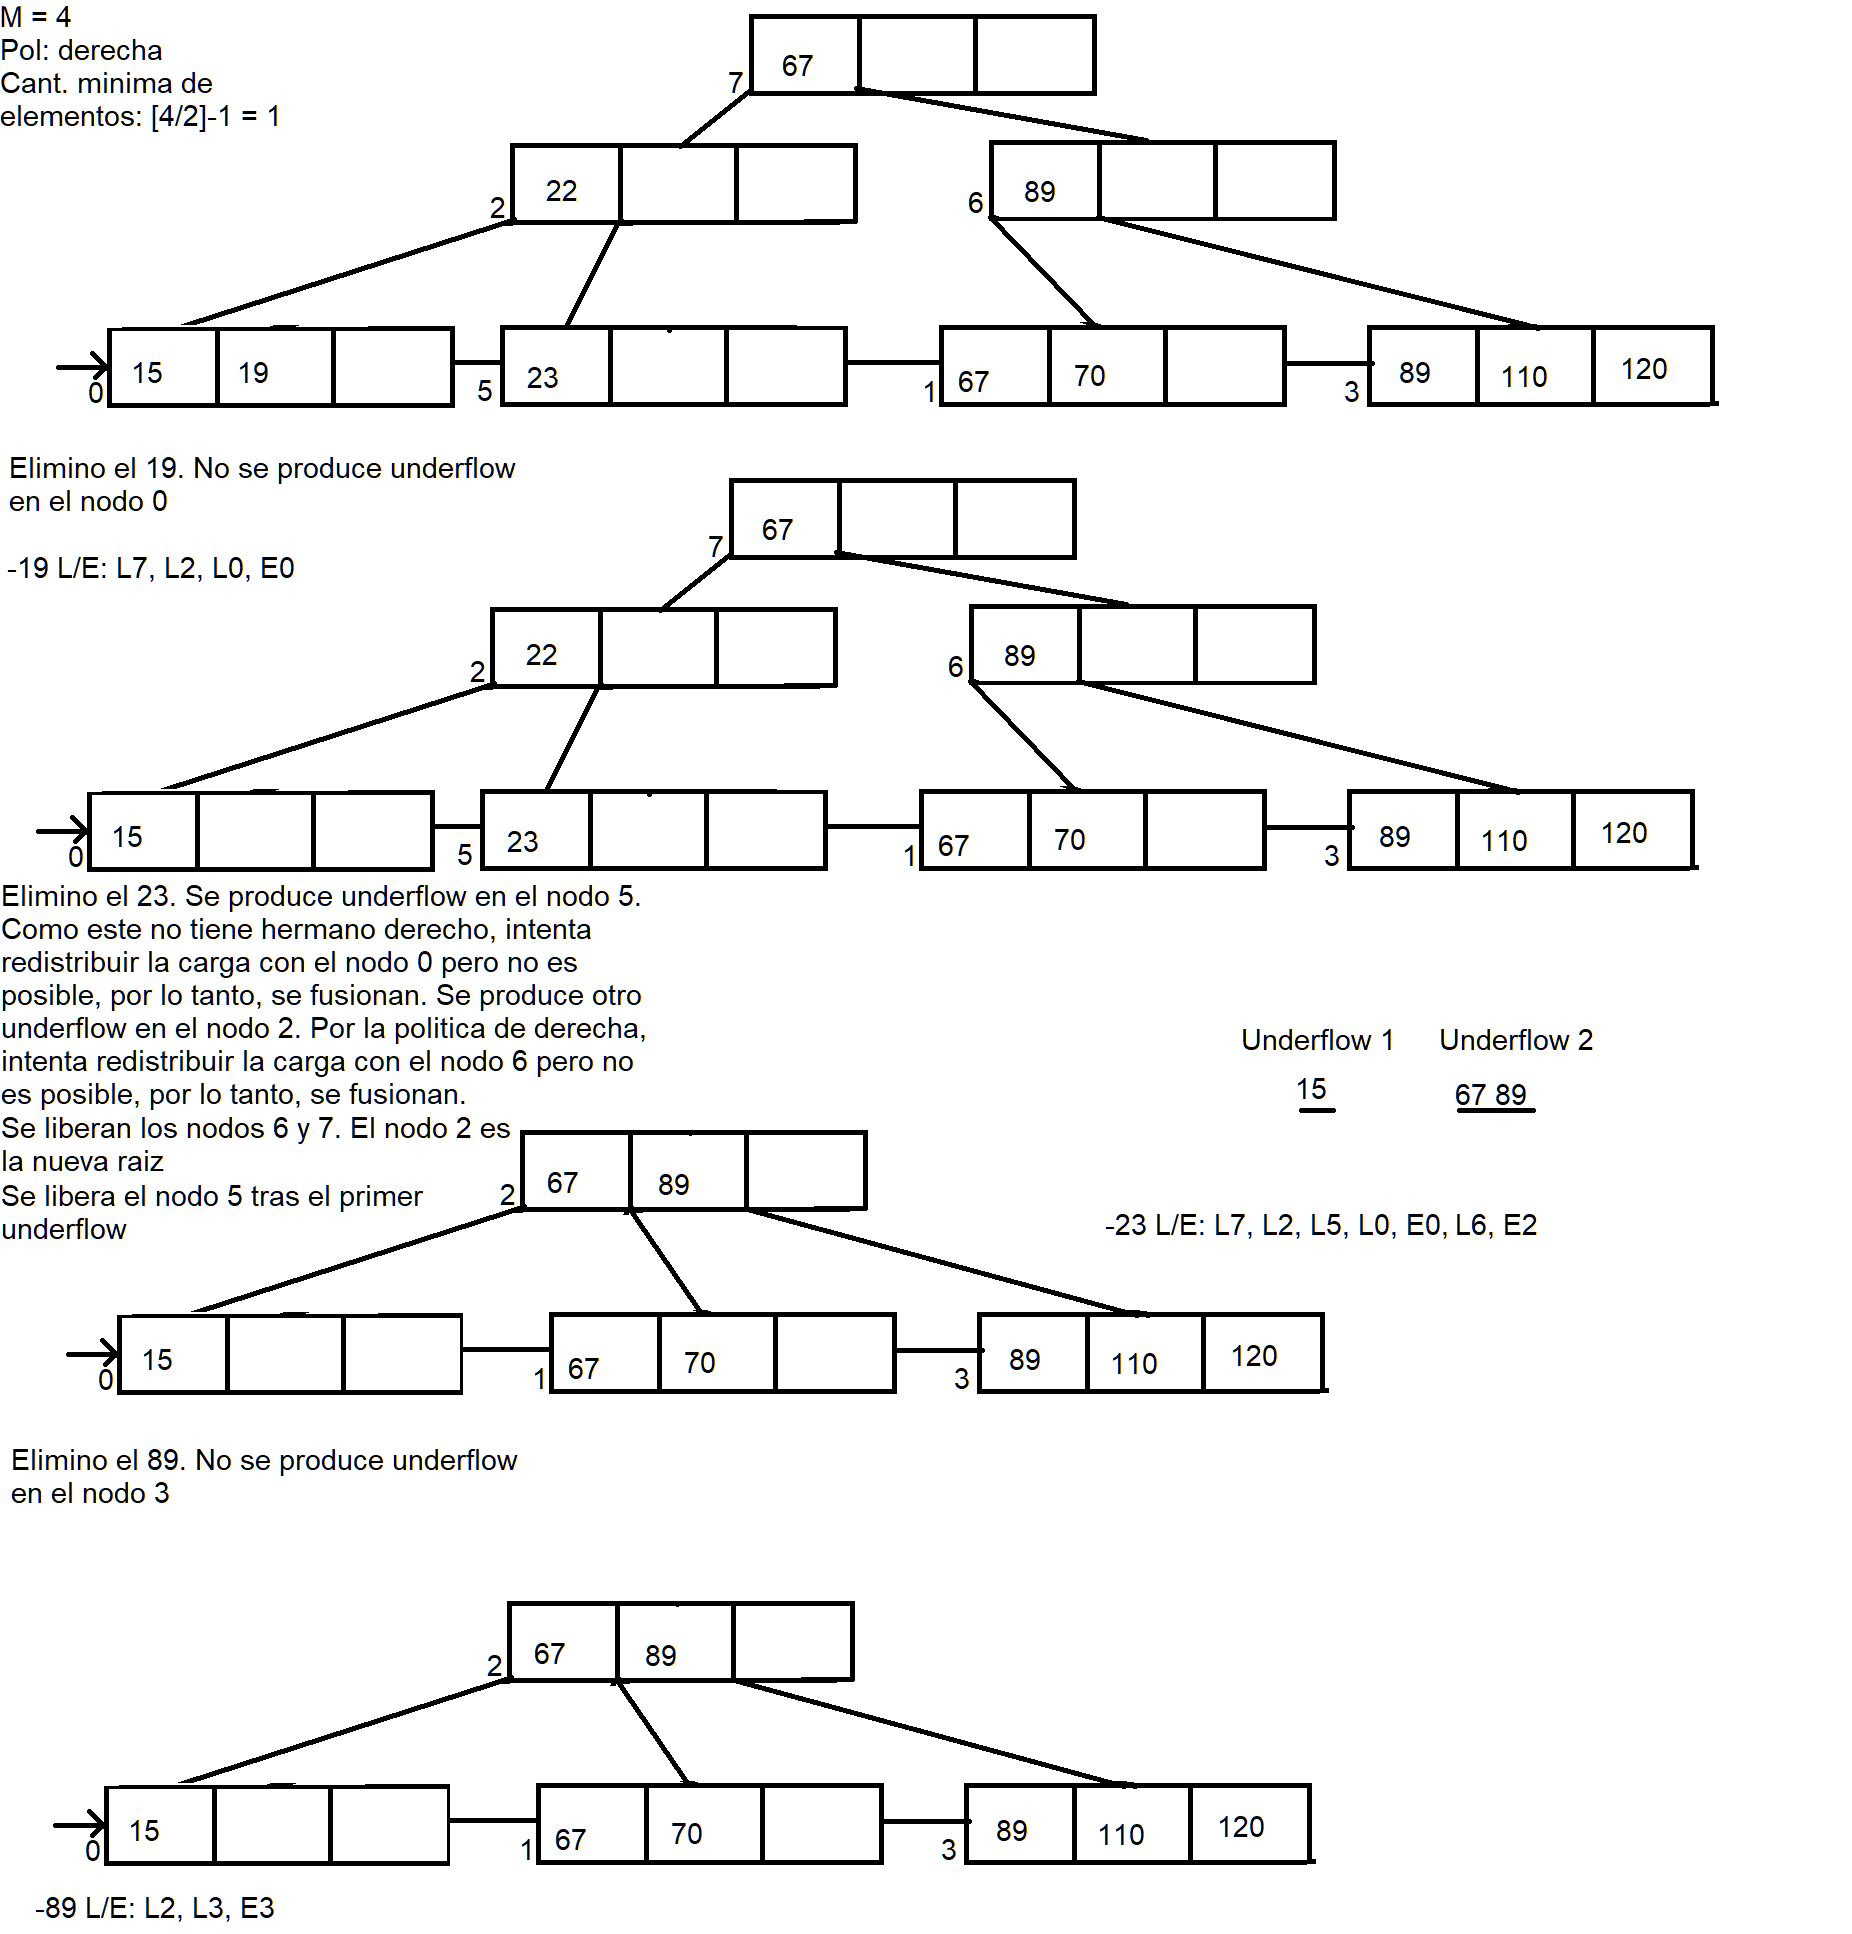 M = 4
Pol: derecha
Cant. minima de
elementos: [4/2]-1 = 1
67
7
22
2
89
6
15 19
0
23
5
67 70
1
89 110 120
3
Elimino el 19. No se produce underflow
en el nodo 0
-19 L/E: L7, L2, L0, E0
67
7
22
2
89
6
15
0
23
5
67 70
1
89 110 120
3
Elimino el 23. Se produce underflow en el nodo 5.
Como este no tiene hermano derecho, intenta
redistribuir la carga con el nodo 0 pero no es
posible, por lo tanto, se fusionan. Se produce otro
underflow en el nodo 2. Por la politica de derecha,
intenta redistribuir la carga con el nodo 6 pero no
es posible, por lo tanto, se fusionan.
Se liberan los nodos 6 y 7. El nodo 2 es
la nueva raiz
Se libera el nodo 5 tras el primer
underflow
Underflow 1 Underflow 2
15 67 89
67 89
2
-23 L/E: L7, L2, L5, L0, E0, L6, E2
15
0
67 70
1
89 110 120
3
Elimino el 89. No se produce underflow
en el nodo 3
67 89
2
15
0
67 70
1
89 110 120
3
-89 L/E: L2, L3, E3